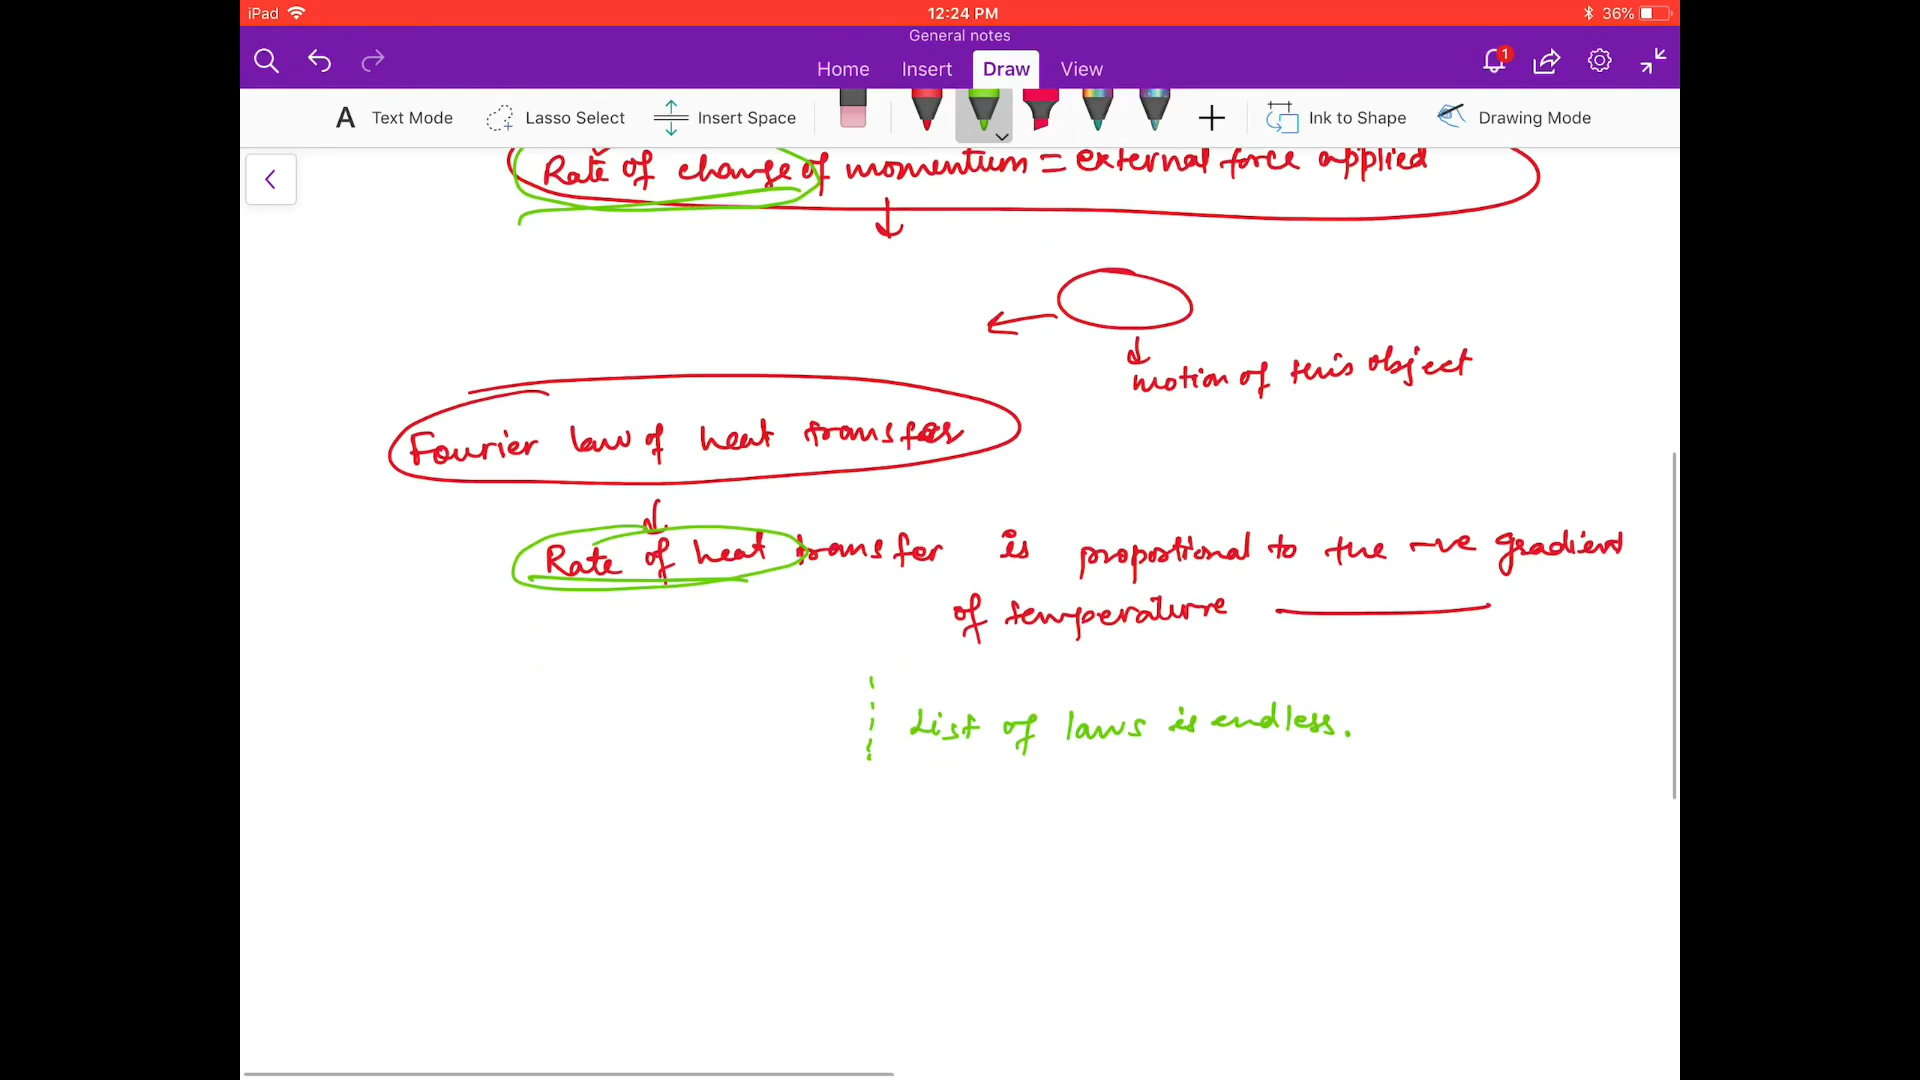 iPad 12:24 PM 36%
General notes
Home Insert Draw View
1
A Text Mode Lasso Select Insert Space Ink to Shape Drawing Mode
Rate of change of momentum = external force applied
motion of this object
Fourier law of heat transfer
Rate of heat transfer is proportional to the -ve gradient
of temperature
List of laws is endless.